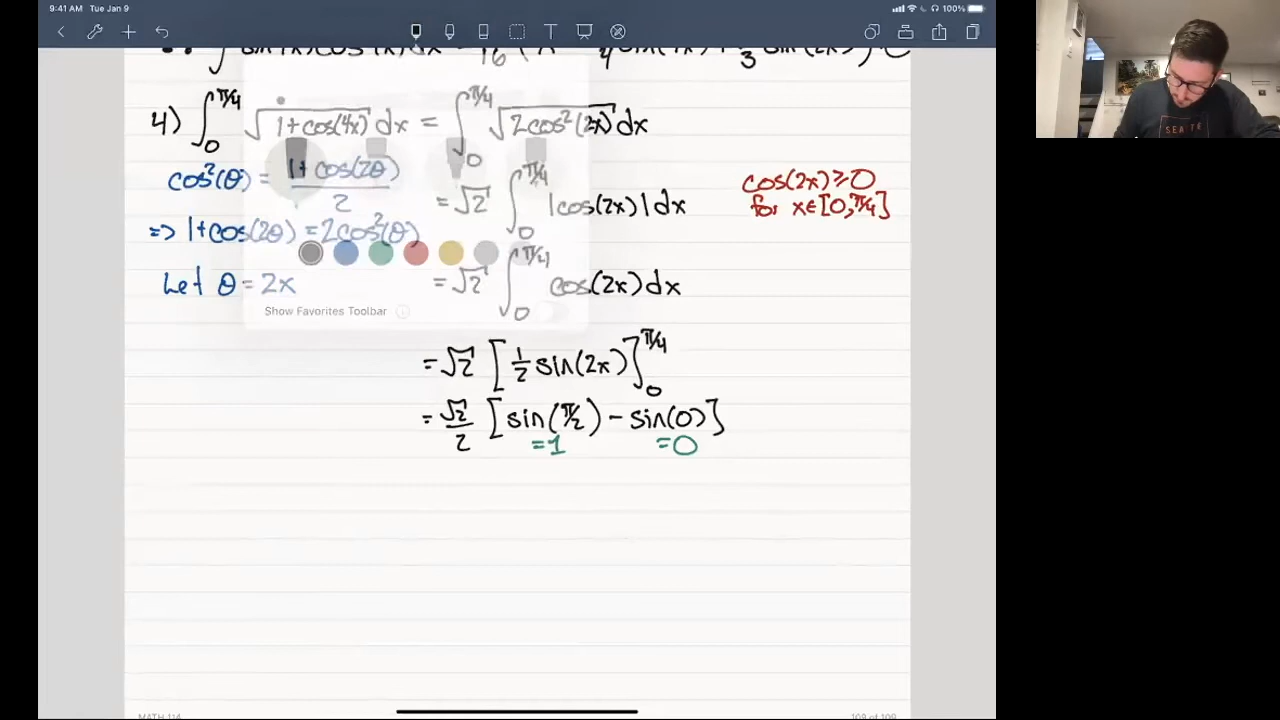 9:41 AM Tue Jan 9
100%
4) ∫₀^{π/4} √(1+cos(4x)) dx = ∫₀^{π/4} √(2cos²(2x)) dx
cos²(θ) = (1+cos(2θ))/2
= √2 ∫₀^{π/4} |cos(2x)| dx
cos(2x) ≥ 0
for x∈[0,π/4]
=> 1+cos(2θ) = 2cos²(θ)
Let θ = 2x
= √2 ∫₀^{π/4} cos(2x) dx
Show Favorites Toolbar
= √2 [½ sin(2x)]₀^{π/4}
= √2/2 [sin(π/2) - sin(0)]
=1 =0
MATH 114
109 of 109